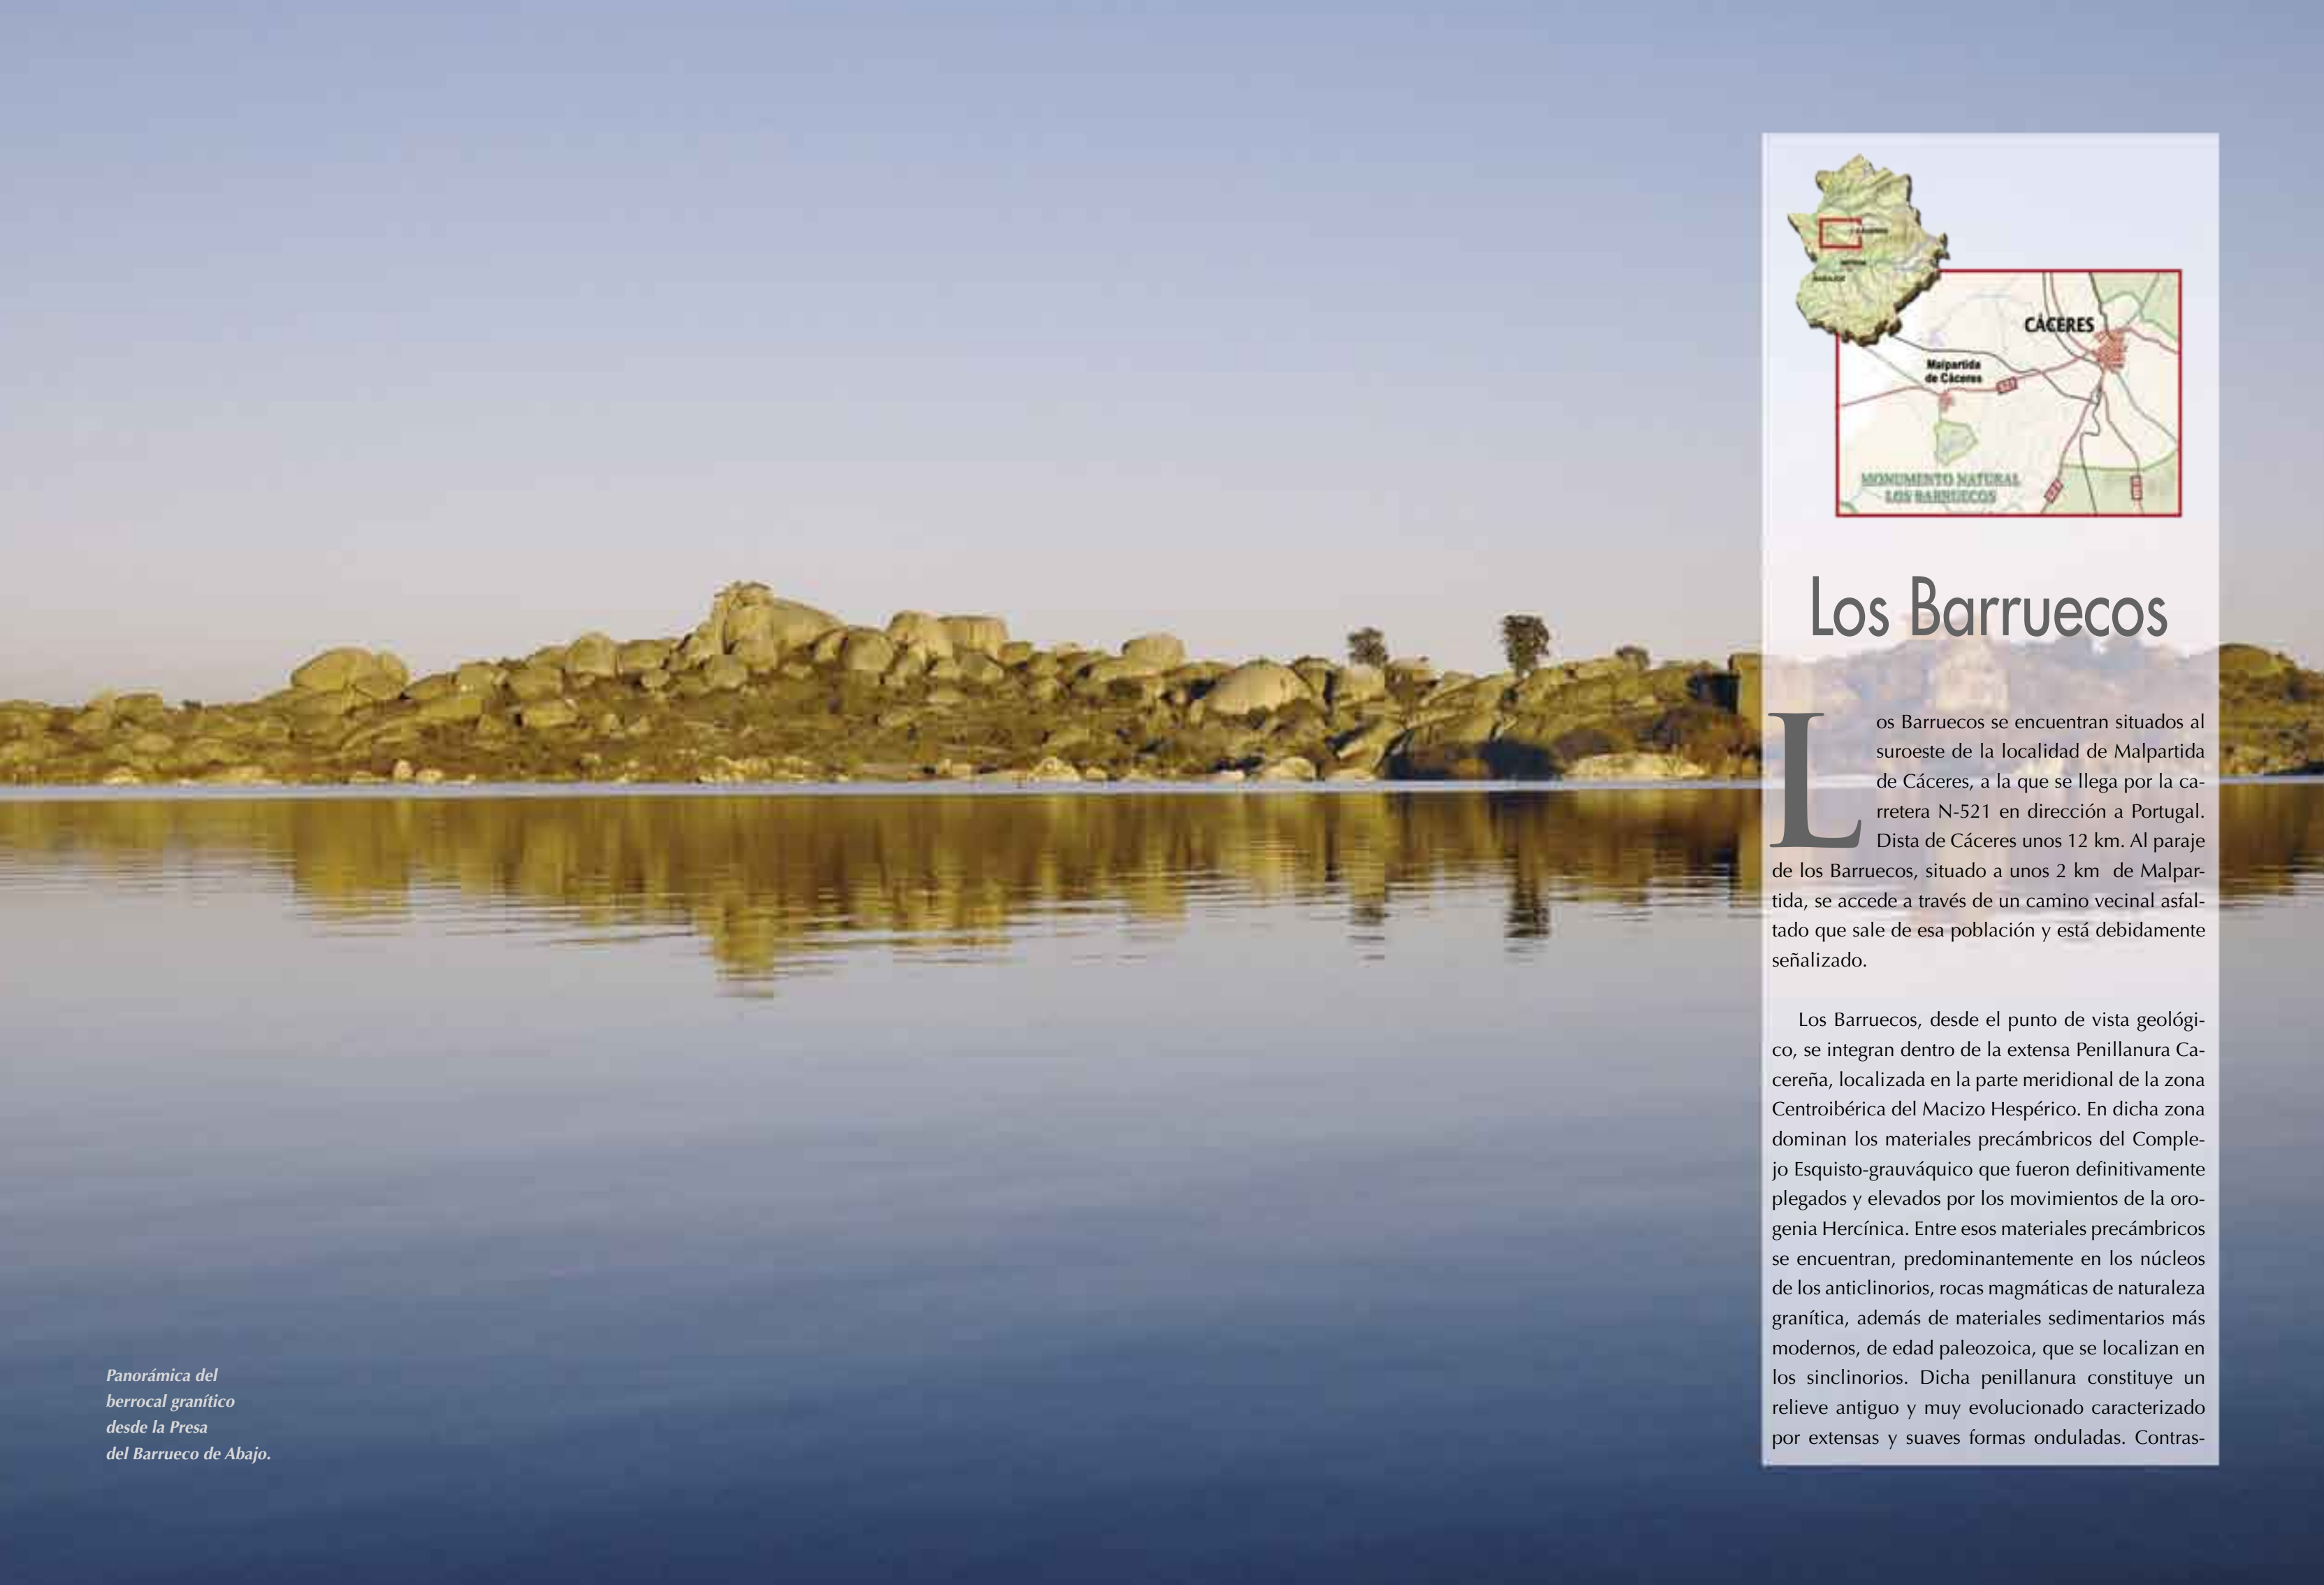 CÁCERES
Malpartida
de Cáceres
MONUMENTO NATURAL
LOS BARRUECOS
Los Barruecos
Los Barruecos se encuentran situados al
suroeste de la localidad de Malpartida
de Cáceres, a la que se llega por la ca-
rretera N-521 en dirección a Portugal.
Dista de Cáceres unos 12 km. Al paraje
de los Barruecos, situado a unos 2 km de Malpar-
tida, se accede a través de un camino vecinal asfal-
tado que sale de esa población y está debidamente
señalizado.
Los Barruecos, desde el punto de vista geológi-
co, se integran dentro de la extensa Penillanura Ca-
cereña, localizada en la parte meridional de la zona
Centroibérica del Macizo Hespérico. En dicha zona
dominan los materiales precámbricos del Comple-
jo Esquisto-grauváquico que fueron definitivamente
plegados y elevados por los movimientos de la oro-
genia Hercínica. Entre esos materiales precámbricos
se encuentran, predominantemente en los núcleos
de los anticlinorios, rocas magmáticas de naturaleza
granítica, además de materiales sedimentarios más
modernos, de edad paleozoica, que se localizan en
los sinclinorios. Dicha penillanura constituye un
relieve antiguo y muy evolucionado caracterizado
por extensas y suaves formas onduladas. Contras-
Panorámica del
berrocal granítico
desde la Presa
del Barrueco de Abajo.